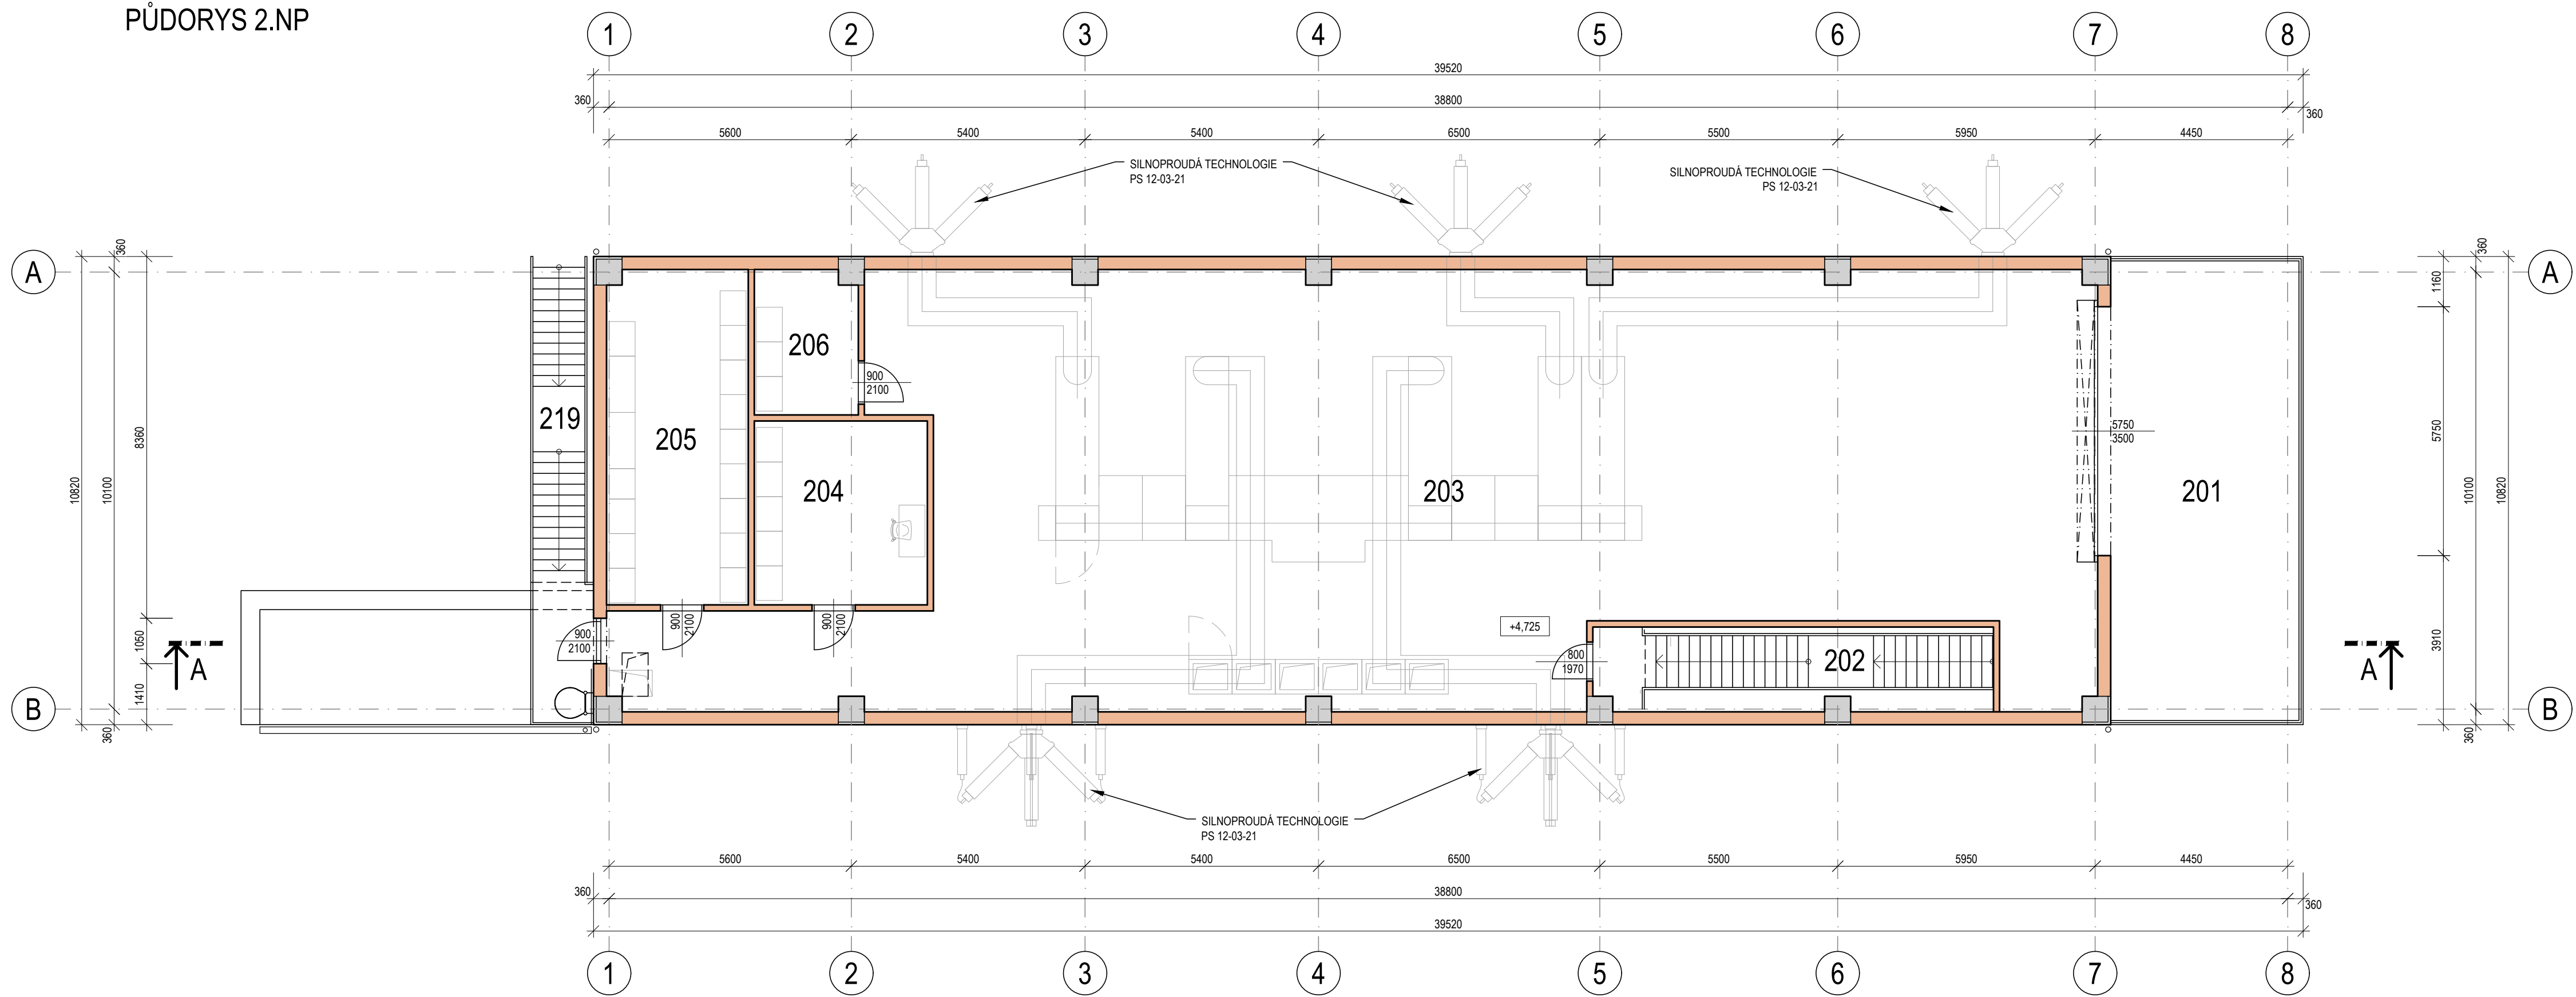 PŮDORYS 2.NP
1 2 3 4 5 6 7 8
39520
360 38800 360
5600 5400 5400 6500 5500 5950 4450
SILNOPROUDÁ TECHNOLOGIE
PS 12-03-21
SILNOPROUDÁ TECHNOLOGIE
PS 12-03-21
A A
360
10820
10100
8360
1050
1410
360
360
1160
5750
3910
10100
10820
360
219
205
206
900
2100
204
203
201
5750
3500
900
2100
900
2100
900
2100
+4,725
800
1970
202
A A
B B
SILNOPROUDÁ TECHNOLOGIE
PS 12-03-21
5600 5400 5400 6500 5500 5950 4450
360 38800 360
39520
1 2 3 4 5 6 7 8